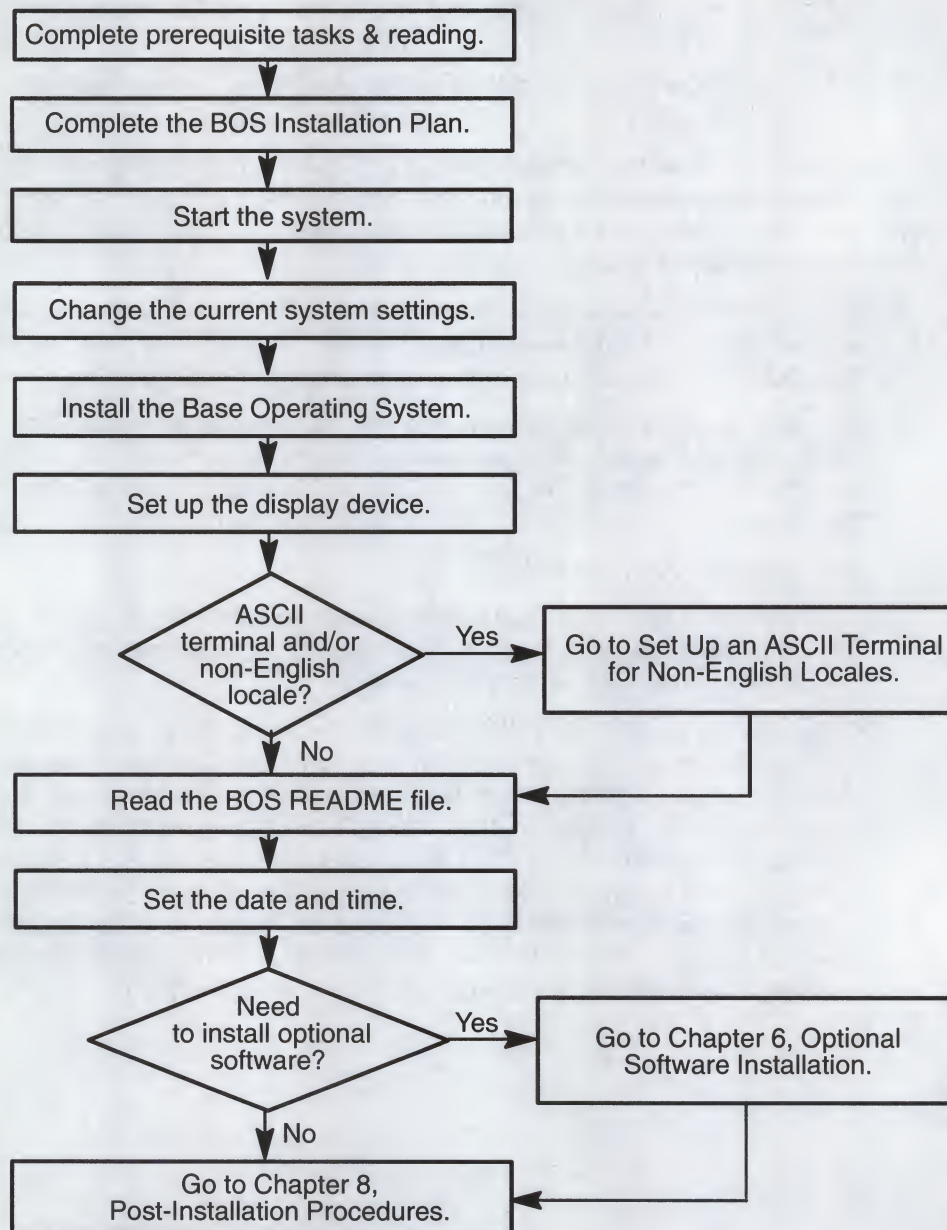 Complete prerequisite tasks & reading.
Complete the BOS Installation Plan.
Start the system.
Change the current system settings.
Install the Base Operating System.
Set up the display device.
ASCII
terminal and/or
non-English
locale?
Yes
Go to Set Up an ASCII Terminal
for Non-English Locales.
No
Read the BOS README file.
Set the date and time.
Need
to install optional
software?
Yes
Go to Chapter 6, Optional
Software Installation.
No
Go to Chapter 8,
Post-Installation Procedures.